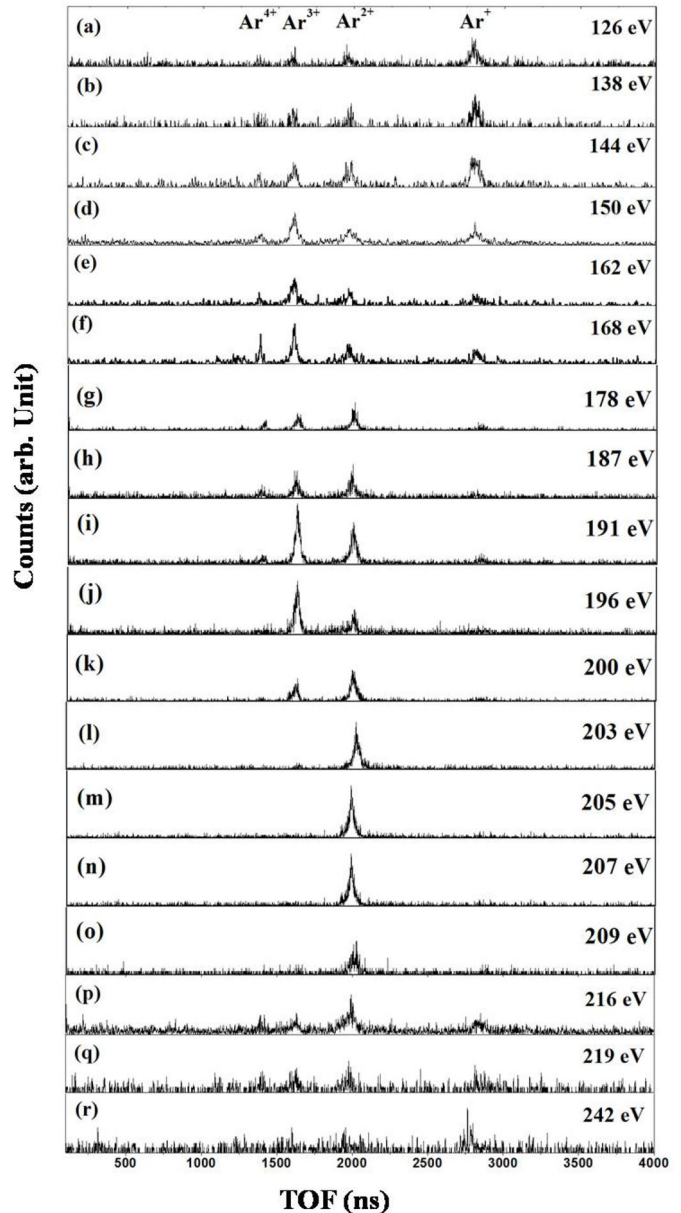 Ar4+ Ar3+ Ar2+ Ar+
(a) 126 eV
(b) 138 eV
(c) 144 eV
(d) 150 eV
(e) 162 eV
(f) 168 eV
(g) 178 eV
(h) 187 eV
(i) 191 eV
(j) 196 eV
(k) 200 eV
(l) 203 eV
(m) 205 eV
(n) 207 eV
(o) 209 eV
(p) 216 eV
(q) 219 eV
(r) 242 eV
Counts (arb. Unit)
500 1000 1500 2000 2500 3000 3500 4000
TOF (ns)